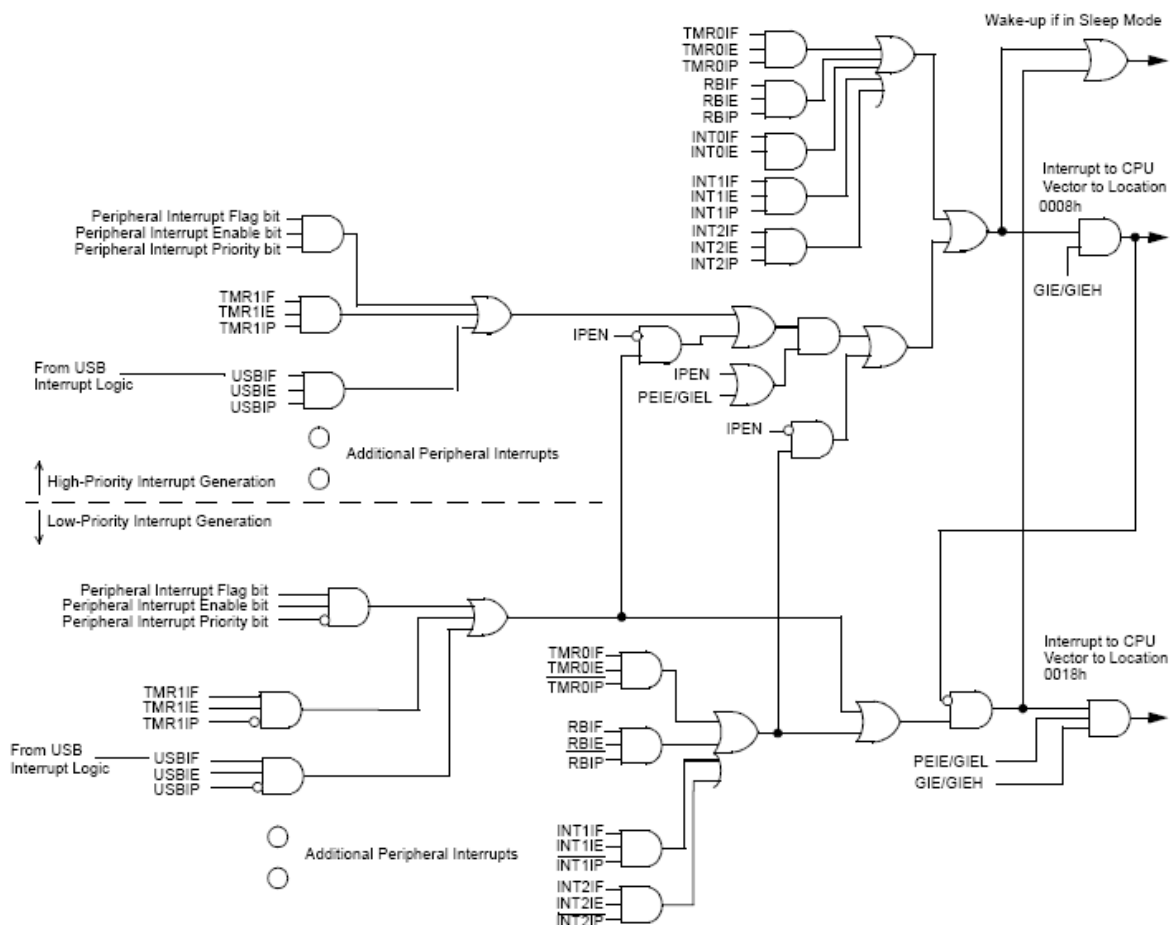 Wake-up if in Sleep Mode
TMR0IF
TMR0IE
TMR0IP
RBIF
RBIE
RBIP
INT0IF
INT0IE
INT1IF
INT1IE
INT1IP
INT2IF
INT2IE
INT2IP
Interrupt to CPU
Vector to Location
0008h
GIE/GIEH
Peripheral Interrupt Flag bit
Peripheral Interrupt Enable bit
Peripheral Interrupt Priority bit
TMR1IF
TMR1IE
TMR1IP
From USB
Interrupt Logic
USBIF
USBIE
USBIP
IPEN
IPEN
PEIE/GIEL
IPEN
Additional Peripheral Interrupts
High-Priority Interrupt Generation
Low-Priority Interrupt Generation
Peripheral Interrupt Flag bit
Peripheral Interrupt Enable bit
Peripheral Interrupt Priority bit
TMR1IF
TMR1IE
TMR1IP
From USB
Interrupt Logic
USBIF
USBIE
USBIP
Additional Peripheral Interrupts
TMR0IF
TMR0IE
TMR0IP
RBIF
RBIE
RBIP
INT1IF
INT1IE
INT1IP
INT2IF
INT2IE
INT2IP
Interrupt to CPU
Vector to Location
0018h
PEIE/GIEL
GIE/GIEH